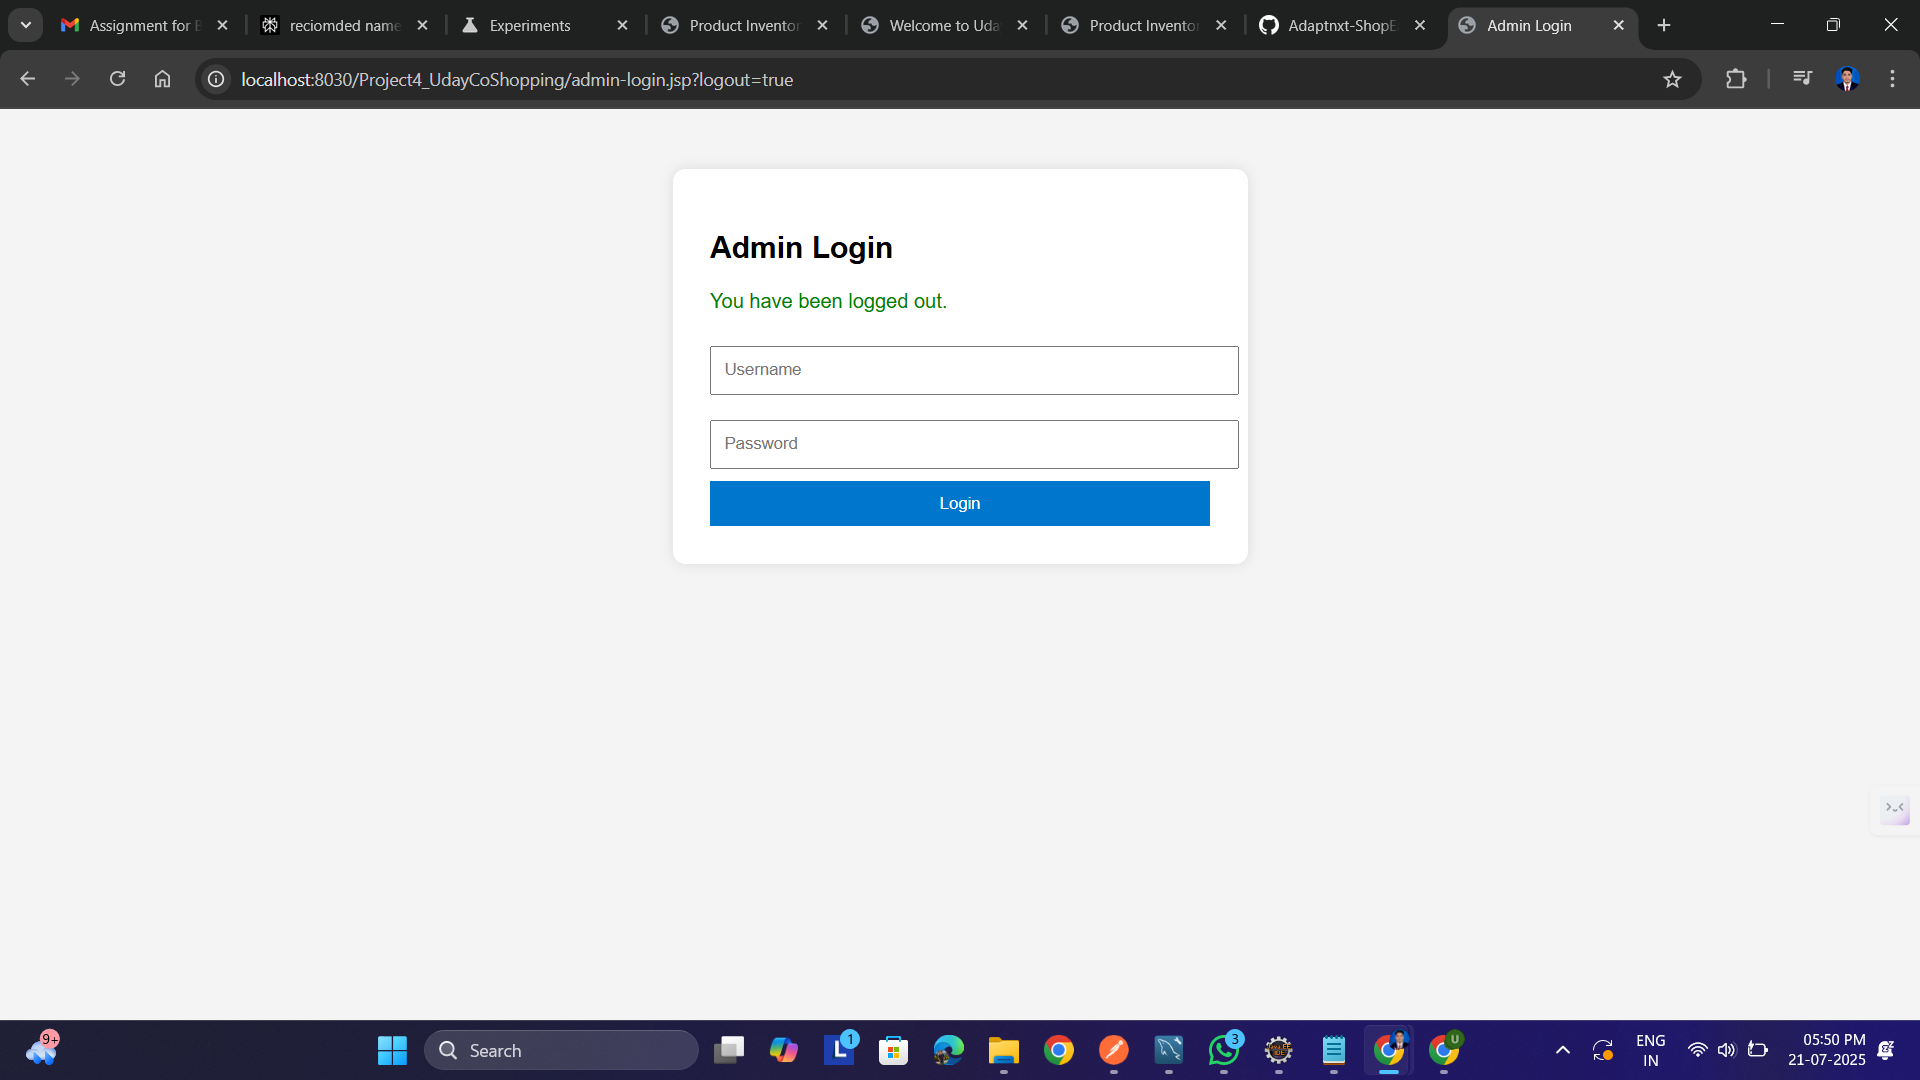 Assignment for B
reciomded name
Experiments
Product Inventor
Welcome to Uda
Product Inventor
Adaptnxt-ShopE
Admin Login
localhost:8030/Project4_UdayCoShopping/admin-login.jsp?logout=true
Admin Login
You have been logged out.
Username
Password
Login
9+
Search
L
1
3
U
ENG
IN
05:50 PM
21-07-2025